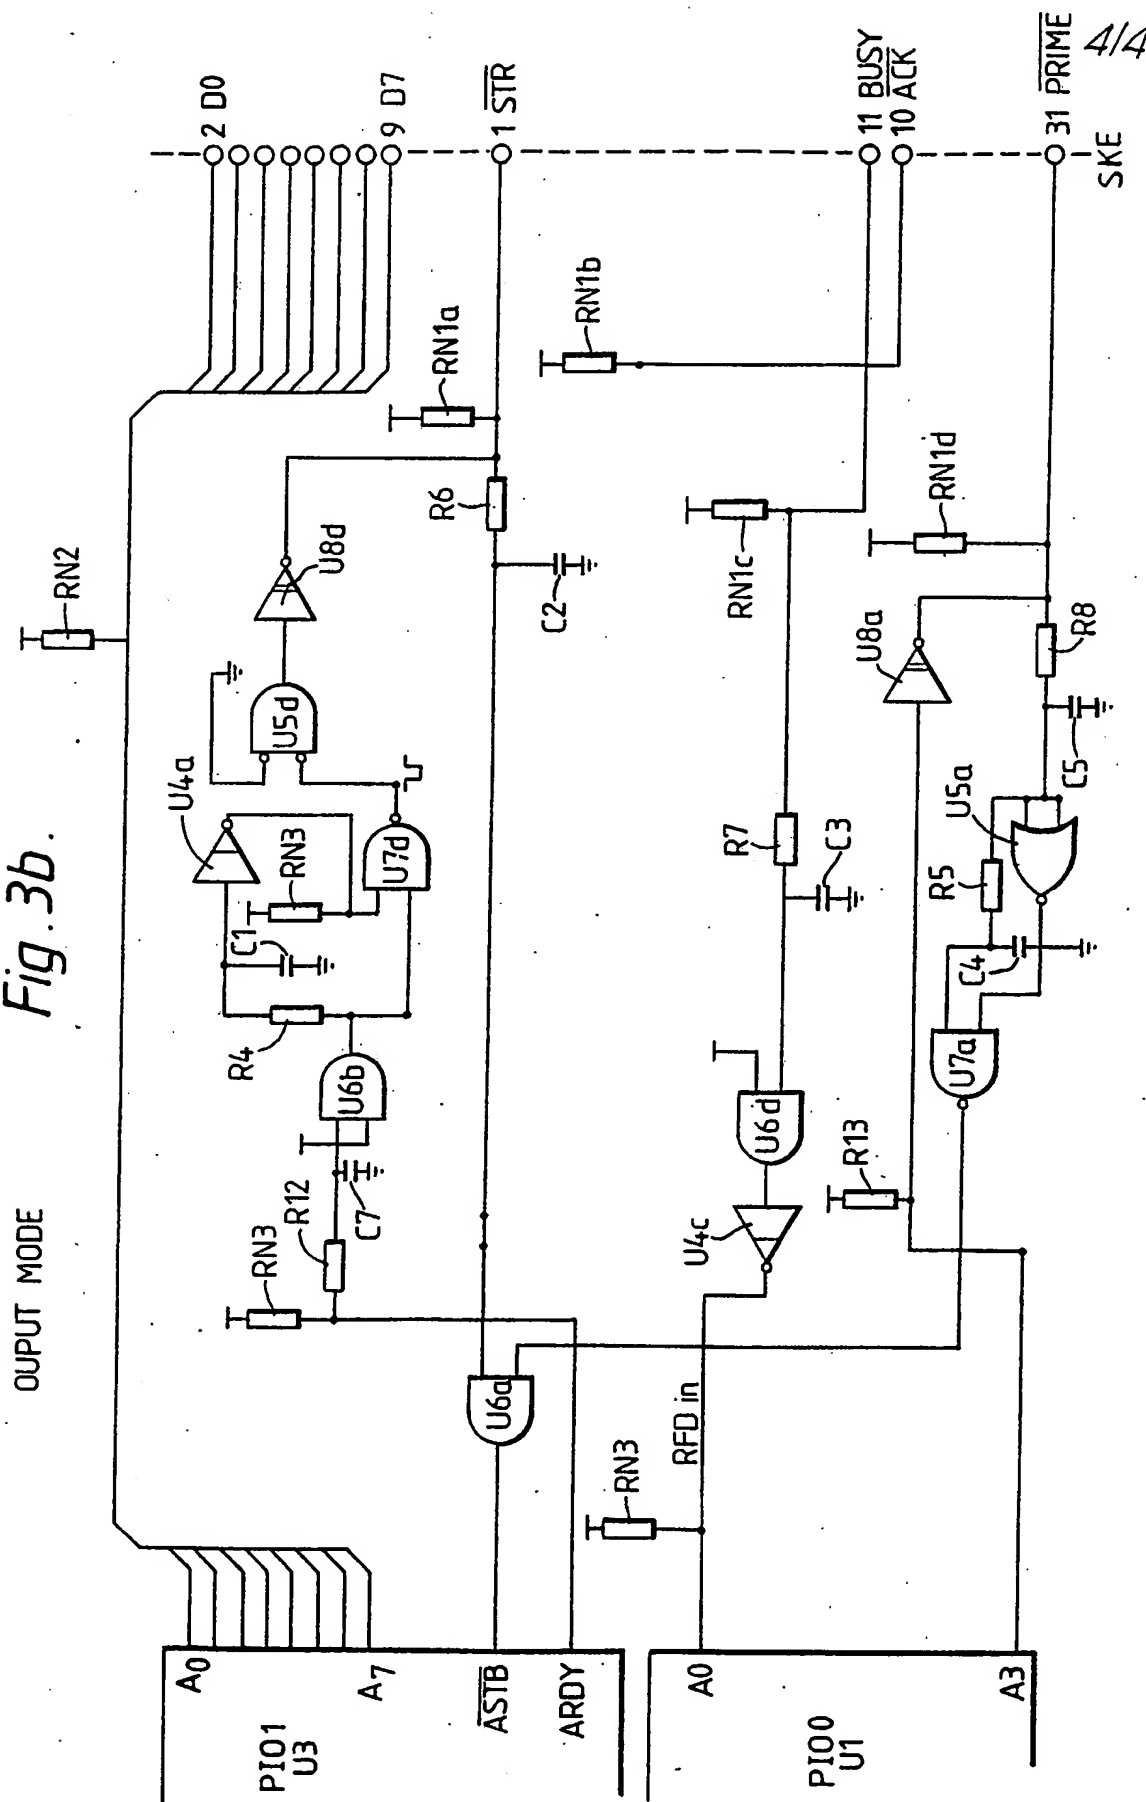 4/4
Fig. 3b.
OUPUT MODE
RN2
2 D0
9 D7
1 STR
11 BUSY
10 ACK
31 PRIME
SKE
U4a
U5d
U8d
RN1a
R6
C2
RN1b
RN3
C1
R4
U7d
U6b
R12
C7
RN3
RN1c
RN1d
R7
C3
U8a
R8
C5
U5a
R5
C4
U7a
U6d
U4c
R13
U6a
RN3
RFD in
A0
A7
ASTB
ARDY
PIO1
U3
A0
A3
PIO0
U1